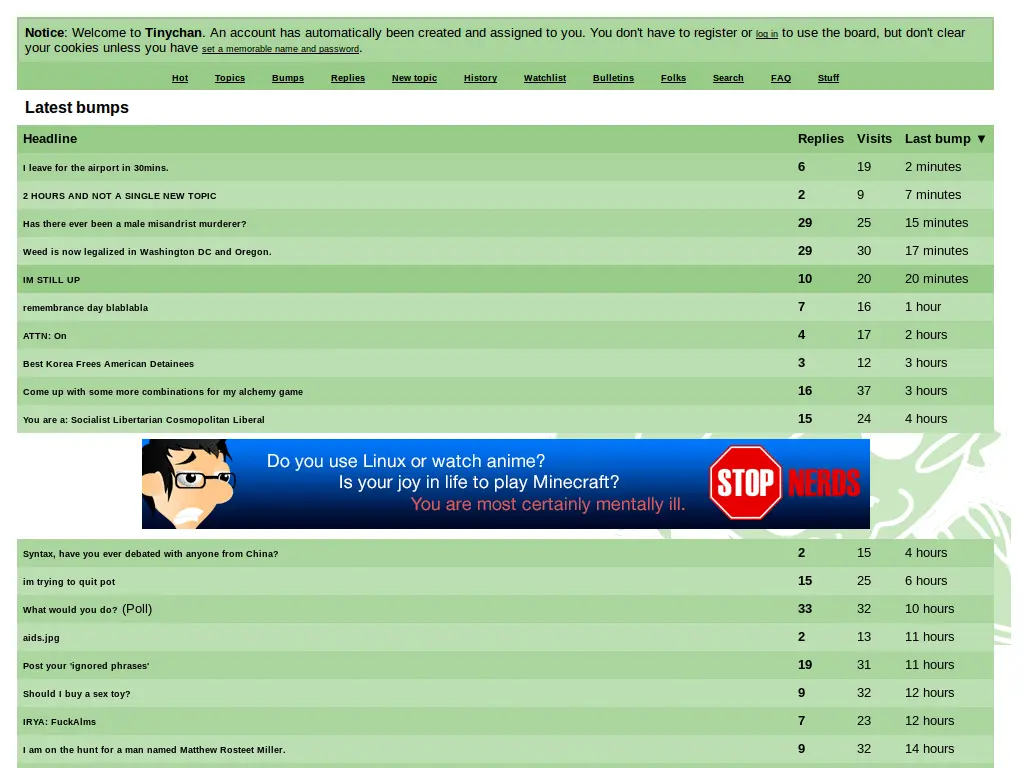 Notice: Welcome to Tinychan. An account has automatically been created and assigned to you. You don't have to register or log in to use the board, but don't clear
your cookies unless you have set a memorable name and password.
Hot Topics Bumps Replies New topic History Watchlist Bulletins Folks Search FAQ Stuff
Latest bumps
Headline Replies Visits Last bump ▼
I leave for the airport in 30mins. 6 19 2 minutes
2 HOURS AND NOT A SINGLE NEW TOPIC 2 9 7 minutes
Has there ever been a male misandrist murderer? 29 25 15 minutes
Weed is now legalized in Washington DC and Oregon. 29 30 17 minutes
IM STILL UP 10 20 20 minutes
remembrance day blablabla 7 16 1 hour
ATTN: On 4 17 2 hours
Best Korea Frees American Detainees 3 12 3 hours
Come up with some more combinations for my alchemy game 16 37 3 hours
You are a: Socialist Libertarian Cosmopolitan Liberal 15 24 4 hours
Do you use Linux or watch anime?
Is your joy in life to play Minecraft?
You are most certainly mentally ill.
STOP NERDS
Syntax, have you ever debated with anyone from China? 2 15 4 hours
im trying to quit pot 15 25 6 hours
What would you do? (Poll) 33 32 10 hours
aids.jpg 2 13 11 hours
Post your 'ignored phrases' 19 31 11 hours
Should I buy a sex toy? 9 32 12 hours
IRYA: FuckAlms 7 23 12 hours
I am on the hunt for a man named Matthew Rosteet Miller. 9 32 14 hours